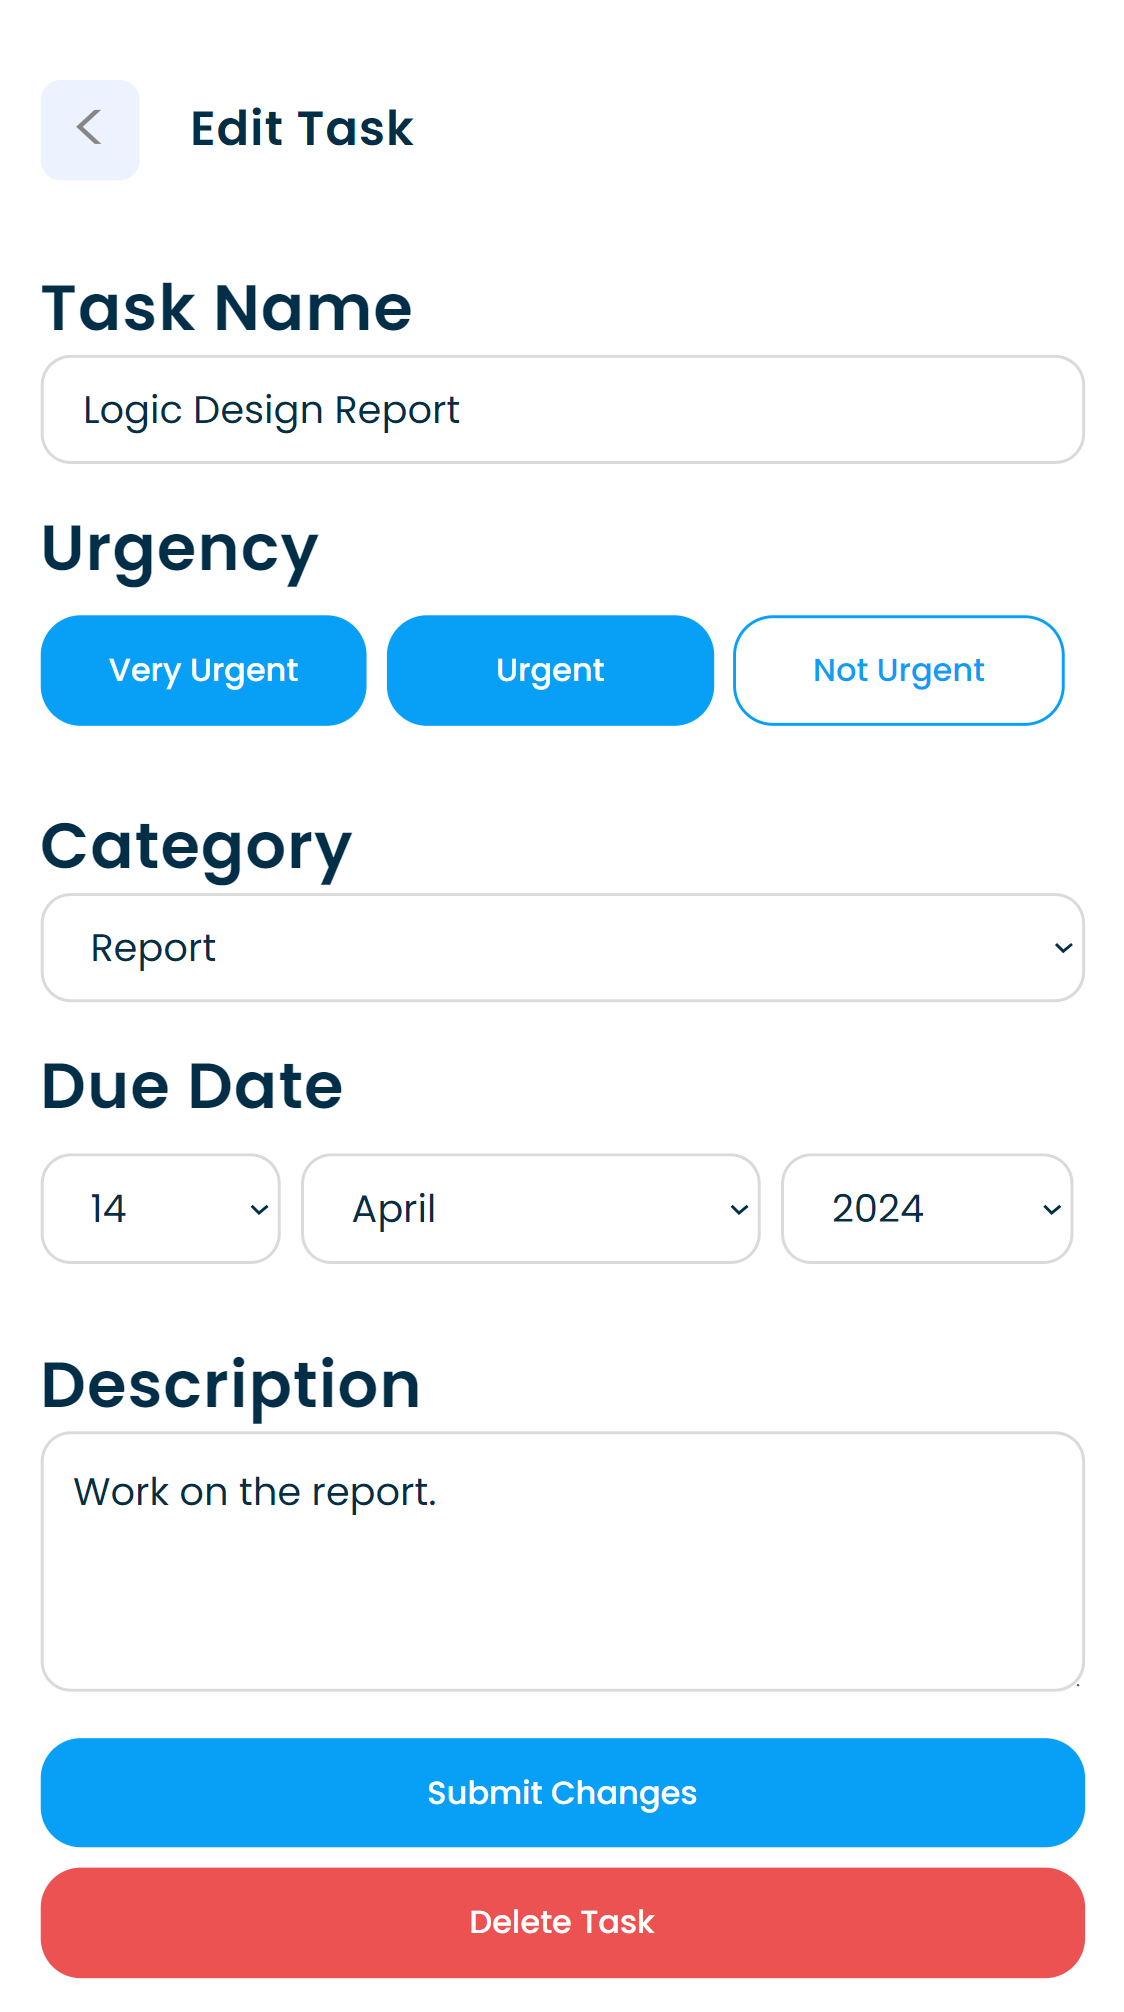 Edit Task
Task Name
Logic Design Report
Urgency
Very Urgent Urgent Not Urgent
Category
Report
Due Date
14 April 2024
Description
Work on the report.
Submit Changes
Delete Task